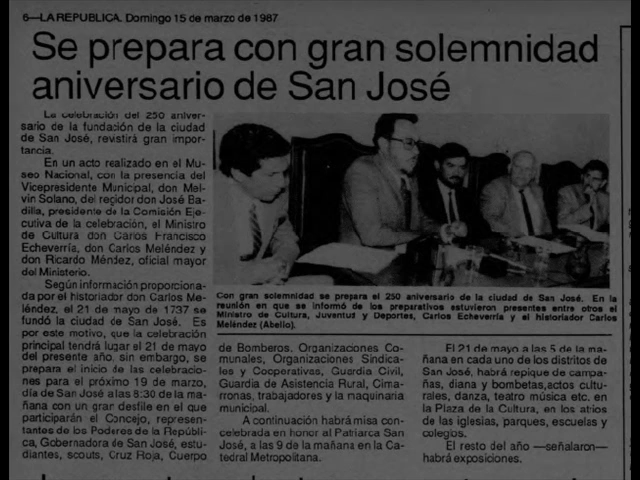 6—LA REPUBLICA. Domingo 15 de marzo de 1987
Se prepara con gran solemnidad
aniversario de San José
La celebración del 250 aniver-
sario de la fundación de la ciudad
de San José, revistirá gran impor-
tancia.
En un acto realizado en el Mu-
seo Nacional, con la presencia del
Vicepresidente Municipal, don Mel-
vin Solano, del regidor don José Ba-
dilla, presidente de la Comisión Eje-
cutiva de la celebración, el Ministro
de Cultura don Carlos Francisco
Echeverría, don Carlos Meléndez y
don Ricardo Méndez, oficial mayor
del Ministerio.
Según información proporciona-
da por el historiador don Carlos Me-
léndez, el 21 de mayo de 1737 se
fundó la ciudad de San José. Es
por este motivo, que la celebración
principal tendrá lugar el 21 de mayo
del presente año, sin embargo, se
prepara el inicio de las celebracio-
nes para el próximo 19 de marzo,
día de San José a las 8:30 de la ma-
ñana con un gran desfile en el que
participarán el Concejo, represen-
tantes de los Poderes de la Repúbli-
ca, Gobernadora de San José, estu-
diantes, scouts, Cruz Roja, Cuerpo
Con gran solemnidad se prepara el 250 aniversario de la ciudad de San José. En la
reunión en que se informó de los preparativos estuvieron presentes entre otros el
Ministro de Cultura, Juventud y Deportes, Carlos Echeverría y el historiador Carlos
Meléndez (Abelio).
de Bomberos. Organizaciones Co-
munales, Organizaciones Sindica-
les y Cooperativas, Guardia Civil,
Guardia de Asistencia Rural, Cima-
rronas, trabajadores y la maquinaria
municipal.
A continuación habrá misa con-
celebrada en honor al Patriarca San
José, a las 9 de la mañana en la Ca-
tedral Metropolitana.
El 21 de mayo a las 5 de la ma-
ñana en cada uno de los distritos de
San José, habrá repique de campa-
ñas, diana y bombetas,actos cultu-
rales, danza, teatro música etc. en
la Plaza de la Cultura, en los atrios
de las iglesias, parques, escuelas y
colegios.
El resto del año —señalaron—
habrá exposiciones.